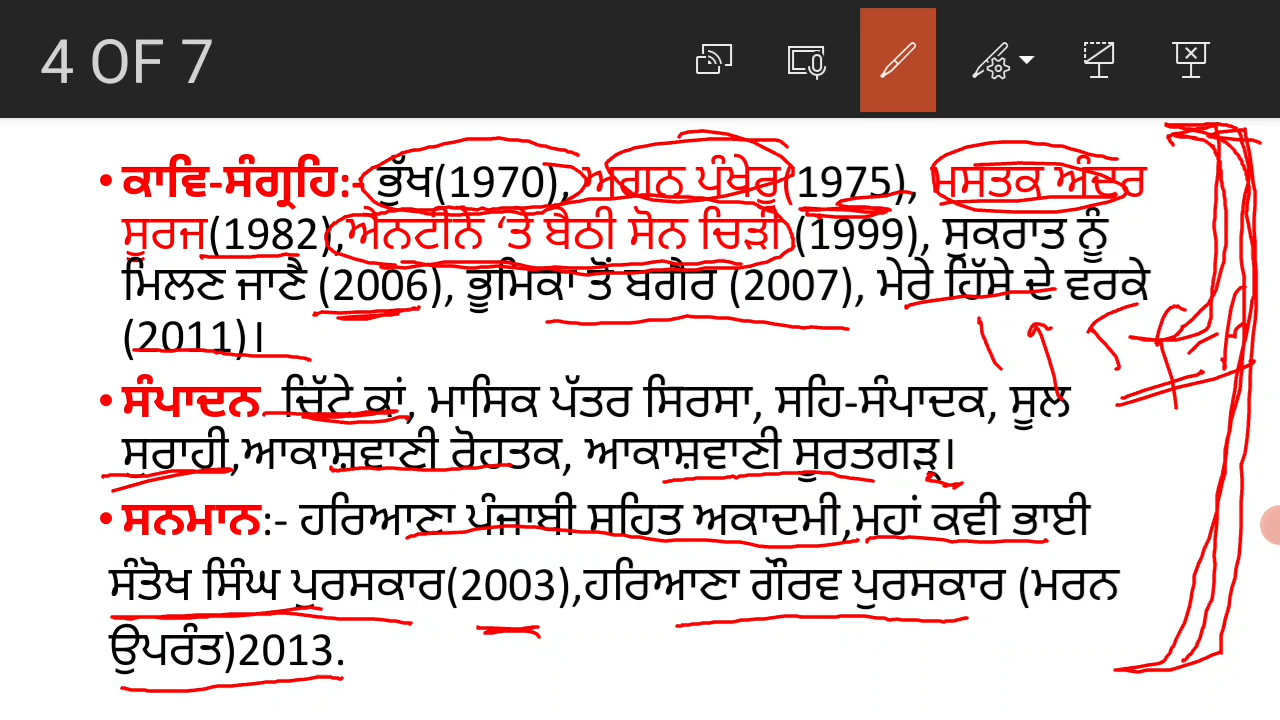 4 OF 7
• ਕਾਵਿ-ਸੰਗ੍ਰਹਿ:- ਭੁੱਖ(1970), ਅਗਨ ਪੰਖੇਰੂ(1975), ਮਸਤਕ ਅੰਦਰ
ਸੂਰਜ(1982),ਐਨਟੀਨੇ ‘ਤੇ ਬੈਠੀ ਸੋਨ ਚਿੜੀ (1999), ਸੁਕਰਾਤ ਨੂੰ
ਮਿਲਣ ਜਾਣੈ (2006), ਭੂਮਿਕਾ ਤੋਂ ਬਗੈਰ (2007), ਮੇਰੇ ਹਿੱਸੇ ਦੇ ਵਰਕੇ
(2011)।
• ਸੰਪਾਦਨ ਚਿੱਟੇ ਕਾਂ, ਮਾਸਿਕ ਪੱਤਰ ਸਿਰਸਾ, ਸਹਿ-ਸੰਪਾਦਕ, ਸੂਲ
ਸੁਰਾਹੀ,ਆਕਾਸ਼ਵਾਣੀ ਰੋਹਤਕ, ਆਕਾਸ਼ਵਾਣੀ ਸੂਰਤਗੜ੍ਹ।
• ਸਨਮਾਨ:- ਹਰਿਆਣਾ ਪੰਜਾਬੀ ਸਹਿਤ ਅਕਾਦਮੀ,ਮਹਾਂ ਕਵੀ ਭਾਈ
ਸੰਤੋਖ ਸਿੰਘ ਪੁਰਸਕਾਰ(2003),ਹਰਿਆਣਾ ਗੌਰਵ ਪੁਰਸਕਾਰ (ਮਰਨ
ਉਪਰੰਤ)2013.